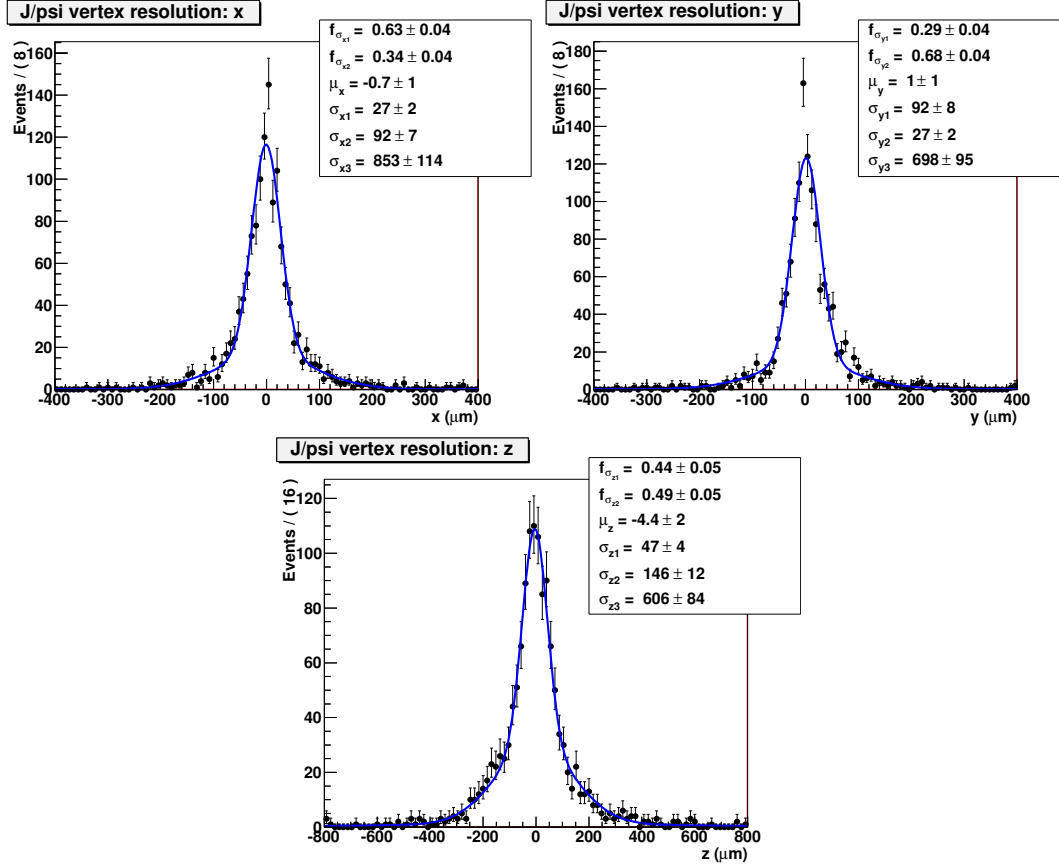 J/psi vertex resolution: x
f_σx1 = 0.63 ± 0.04
f_σx2 = 0.34 ± 0.04
μ_x = -0.7 ± 1
σ_x1 = 27 ± 2
σ_x2 = 92 ± 7
σ_x3 = 853 ± 114
Events / ( 8 )
160
140
120
100
80
60
40
20
0
-400 -300 -200 -100 0 100 200 300 400
x (μm)
J/psi vertex resolution: y
f_σy1 = 0.29 ± 0.04
f_σy2 = 0.68 ± 0.04
μ_y = 1 ± 1
σ_y1 = 92 ± 8
σ_y2 = 27 ± 2
σ_y3 = 698 ± 95
Events / ( 8 )
180
160
140
120
100
80
60
40
20
0
-400 -300 -200 -100 0 100 200 300 400
y (μm)
J/psi vertex resolution: z
f_σz1 = 0.44 ± 0.05
f_σz2 = 0.49 ± 0.05
μ_z = -4.4 ± 2
σ_z1 = 47 ± 4
σ_z2 = 146 ± 12
σ_z3 = 606 ± 84
Events / ( 16 )
120
100
80
60
40
20
0
-800 -600 -400 -200 0 200 400 600 800
z (μm)